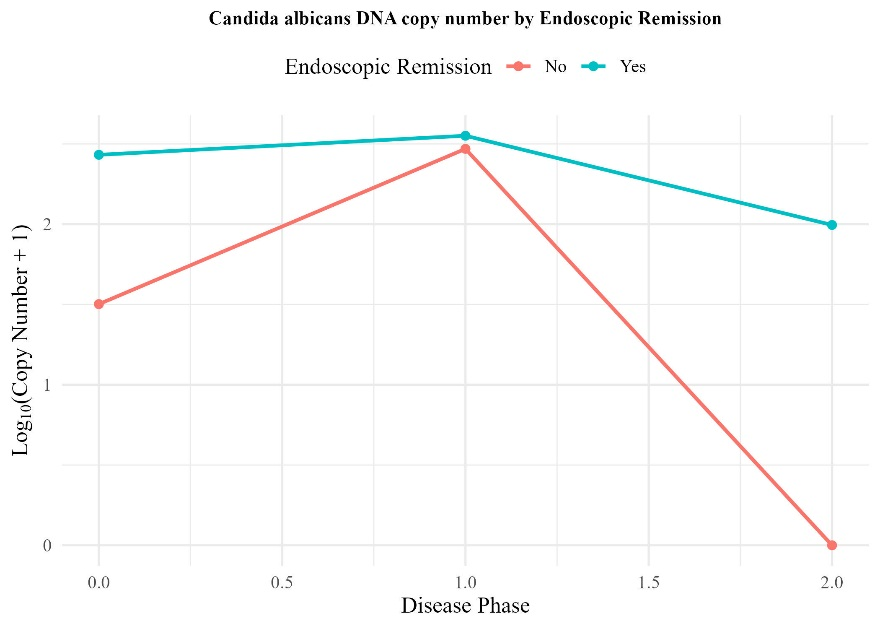 Candida albicans DNA copy number by Endoscopic Remission
Endoscopic Remission No Yes
Log10(Copy Number + 1)
2
1
0
0.0 0.5 1.0 1.5 2.0
Disease Phase